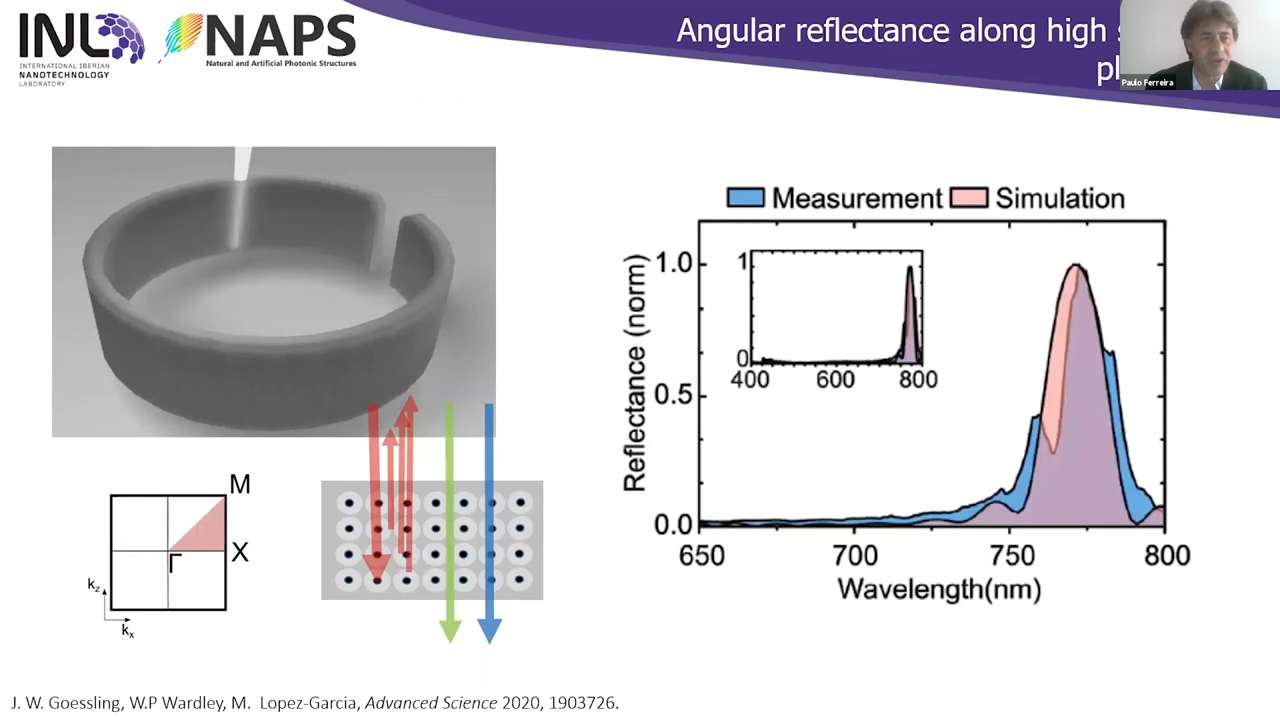 INL
INTERNATIONAL IBERIAN
NANOTECHNOLOGY
LABORATORY
NAPS
Natural and Artificial Photonic Structures
Angular reflectance along high
Paulo Ferreira
Measurement
Simulation
Reflectance (norm)
1.0
0.5
0.0
650
700
750
800
Wavelength(nm)
1
0
400
600
800
M
X
Γ
kz
kx
J. W. Goessling, W.P Wardley, M. Lopez-Garcia, Advanced Science 2020, 1903726.